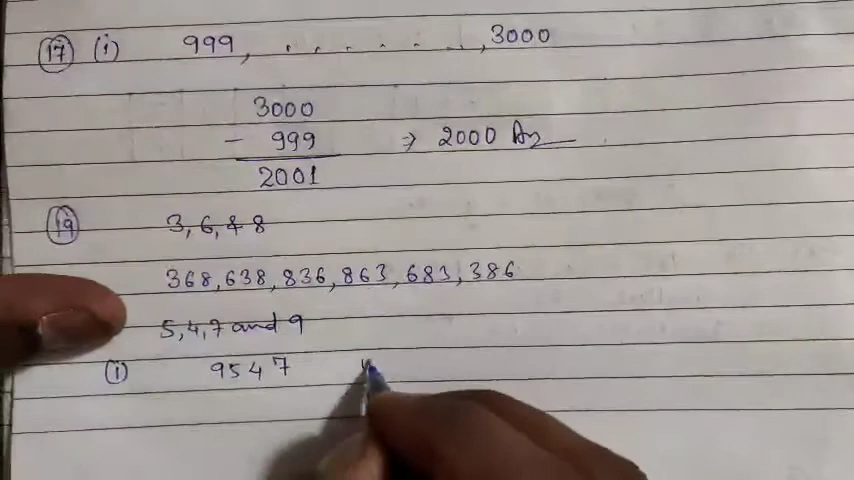 17 (i) 999, . . . . . . ., 3000
3000
- 999 ⇒ 2000 Ans
2001
19 3, 6, & 8
368, 638, 836, 863, 683, 386
5, 4, 7 and 9
(i) 9547